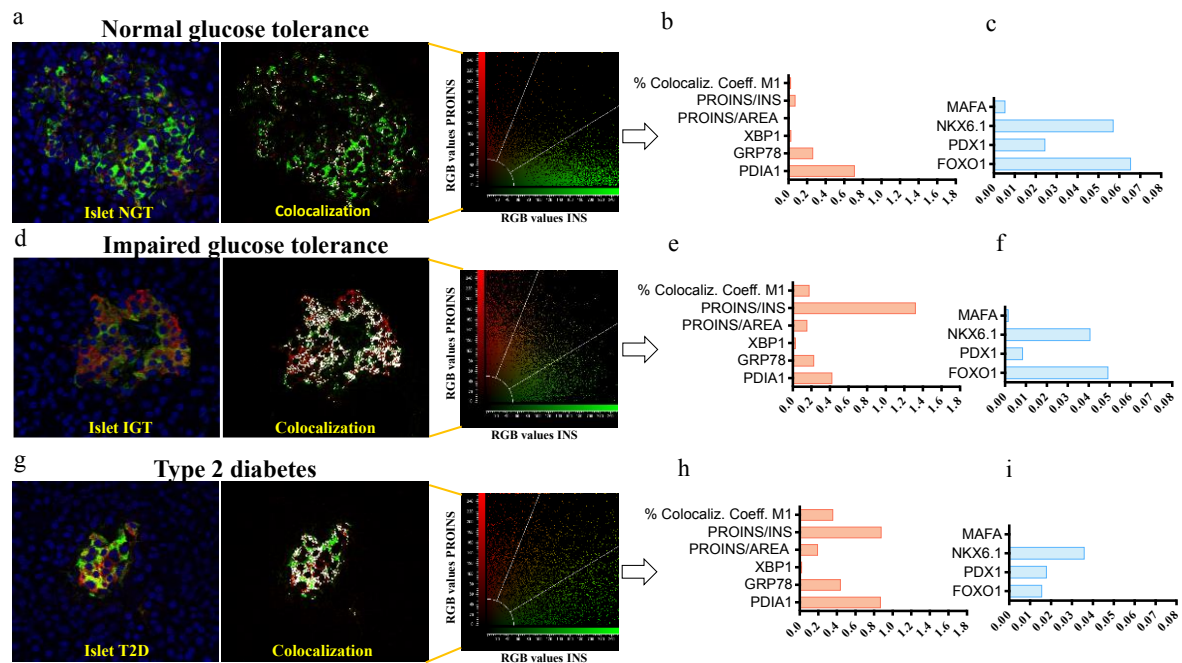 a
Normal glucose tolerance
b
c
Islet NGT
Colocalization
RGB values PROINS
RGB values INS
% Colocaliz. Coeff. M1
PROINS/INS
PROINS/AREA
XBP1
GRP78
PDIA1
0.0 0.2 0.4 0.6 0.8 1.0 1.2 1.4 1.6 1.8
MAFA
NKX6.1
PDX1
FOXO1
0.00 0.01 0.02 0.03 0.04 0.05 0.06 0.07 0.08
d
Impaired glucose tolerance
e
f
Islet IGT
Colocalization
RGB values PROINS
RGB values INS
% Colocaliz. Coeff. M1
PROINS/INS
PROINS/AREA
XBP1
GRP78
PDIA1
0.0 0.2 0.4 0.6 0.8 1.0 1.2 1.4 1.6 1.8
MAFA
NKX6.1
PDX1
FOXO1
0.00 0.01 0.02 0.03 0.04 0.05 0.06 0.07 0.08
g
Type 2 diabetes
h
i
Islet T2D
Colocalization
RGB values PROINS
RGB values INS
% Colocaliz. Coeff. M1
PROINS/INS
PROINS/AREA
XBP1
GRP78
PDIA1
0.0 0.2 0.4 0.6 0.8 1.0 1.2 1.4 1.6 1.8
MAFA
NKX6.1
PDX1
FOXO1
0.00 0.01 0.02 0.03 0.04 0.05 0.06 0.07 0.08